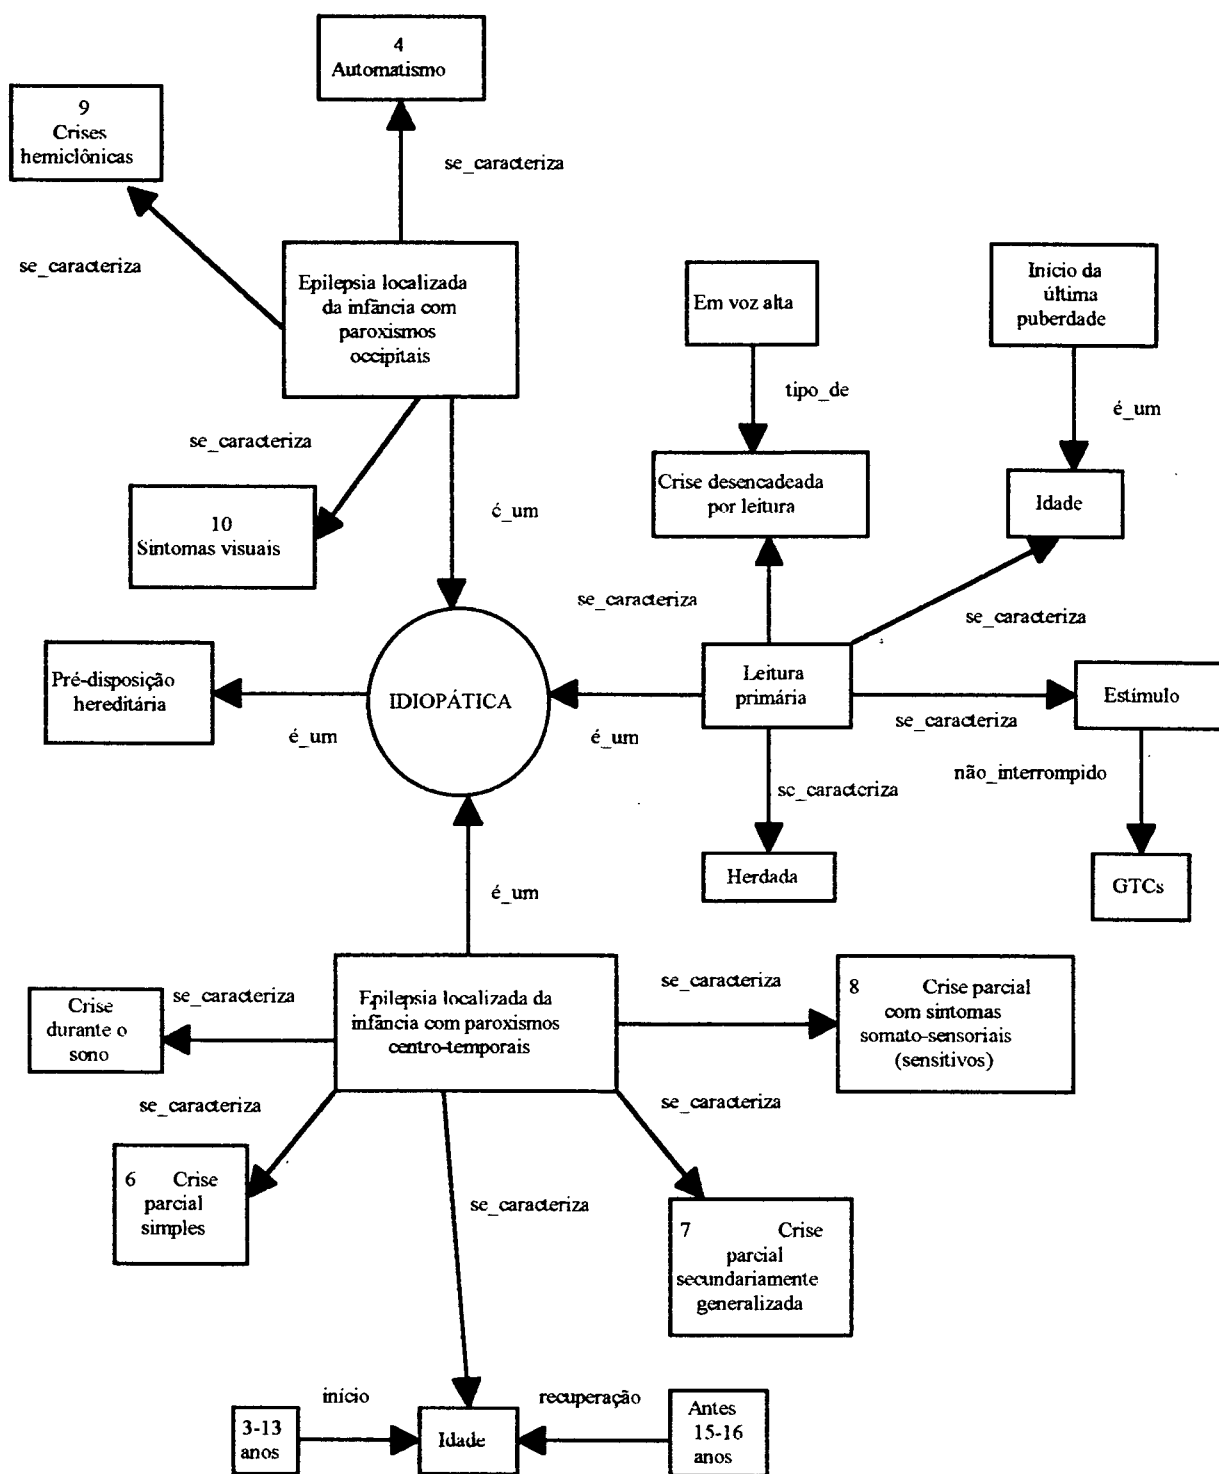 4
Automatismo
9
Crises
hemiclônicas
se_caracteriza
se_caracteriza
Epilepsia localizada
da infância com
paroxismos
occipitais
Em voz alta
Início da
última
puberdade
tipo_de
é_um
se_caracteriza
Crise desencadeada
por leitura
Idade
10
Sintomas visuais
é_um
se_caracteriza
se_caracteriza
Pré-disposição
hereditária
IDIOPÁTICA
Leitura
primária
Estímulo
se_caracteriza
é_um
é_um
não_interrompido
se_caracteriza
Herdada
GTCs
é_um
se_caracteriza
se_caracteriza
Crise
durante o
sono
Epilepsia localizada da
infância com paroxismos
centro-temporais
8 Crise parcial
com sintomas
somato-sensoriais
(sensitivos)
se_caracteriza
se_caracteriza
6 Crise
parcial
simples
se_caracteriza
7 Crise
parcial
secundariamente
generalizada
início
recuperação
3-13
anos
Idade
Antes
15-16
anos